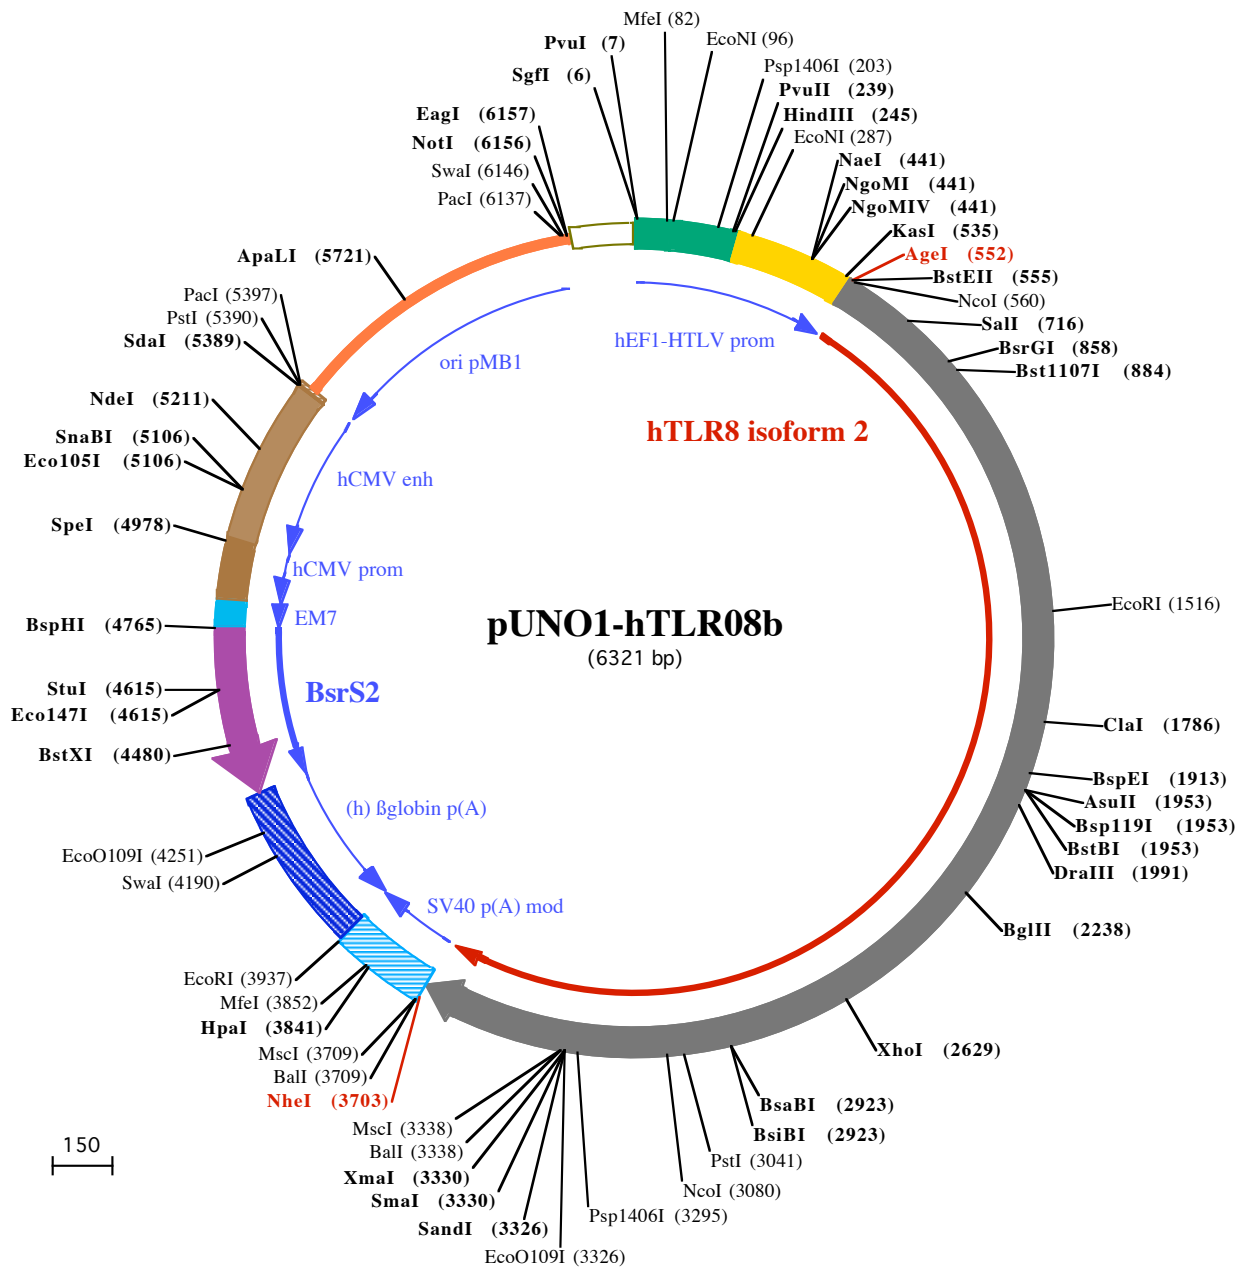 MfeI (82)
EcoNI (96)
Psp1406I (203)
PvuII (239)
HindIII (245)
EcoNI (287)
NaeI (441)
NgoMI (441)
NgoMIV (441)
KasI (535)
AgeI (552)
BstEII (555)
NcoI (560)
SalI (716)
BsrGI (858)
Bst1107I (884)
EcoRI (1516)
ClaI (1786)
BspEI (1913)
AsuII (1953)
Bsp119I (1953)
BstBI (1953)
DraIII (1991)
BglII (2238)
XhoI (2629)
BsaBI (2923)
BsiBI (2923)
PstI (3041)
NcoI (3080)
Psp1406I (3295)
EcoO109I (3326)
SandI (3326)
SmaI (3330)
XmaI (3330)
BalI (3338)
MscI (3338)
NheI (3703)
BalI (3709)
MscI (3709)
HpaI (3841)
MfeI (3852)
EcoRI (3937)
SwaI (4190)
EcoO109I (4251)
BstXI (4480)
Eco147I (4615)
StuI (4615)
BspHI (4765)
SpeI (4978)
Eco105I (5106)
SnaBI (5106)
NdeI (5211)
SdaI (5389)
PstI (5390)
PacI (5397)
ApaLI (5721)
PacI (6137)
SwaI (6146)
NotI (6156)
EagI (6157)
SgfI (6)
PvuI (7)
hEF1-HTLV prom
hTLR8 isoform 2
ori pMB1
hCMV enh
hCMV prom
EM7
BsrS2
(h) ßglobin p(A)
SV40 p(A) mod
pUNO1-hTLR08b
(6321 bp)
150